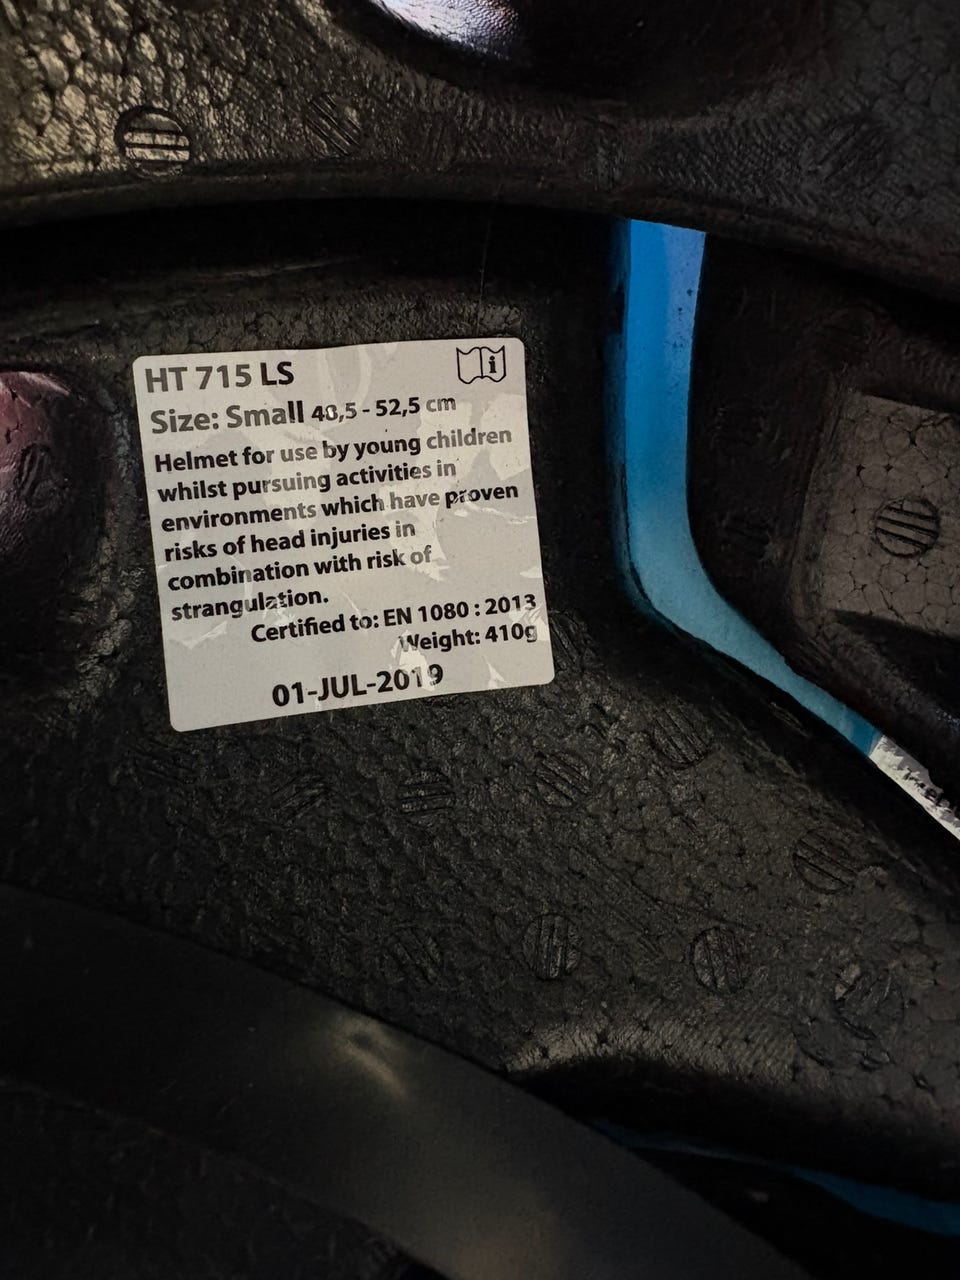 HT 715 LS
Size: Small 48,5 - 52,5 cm
Helmet for use by young children
whilst pursuing activities in
environments which have proven
risks of head injuries in
combination with risk of
strangulation.
Certified to: EN 1080 : 2013
Weight: 410g
01-JUL-2019